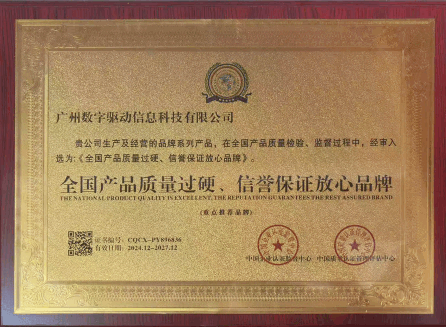 广州数字驱动信息科技有限公司
贵公司生产及经营的品牌系列产品，在全国产品质量检验、监督过程中，经审入
选为:《全国产品质量过硬、信誉保证放心品牌》。
全国产品质量过硬、信誉保证放心品牌
THE NATIONAL PRODUCT QUALITY IS EXCELLENT, THE REPUTATION GUARANTEES THE REST ASSURED BRAND
(重点推荐品牌)
证书编号: CQCX-PY896836
有效日期: 2024.12-2027.12